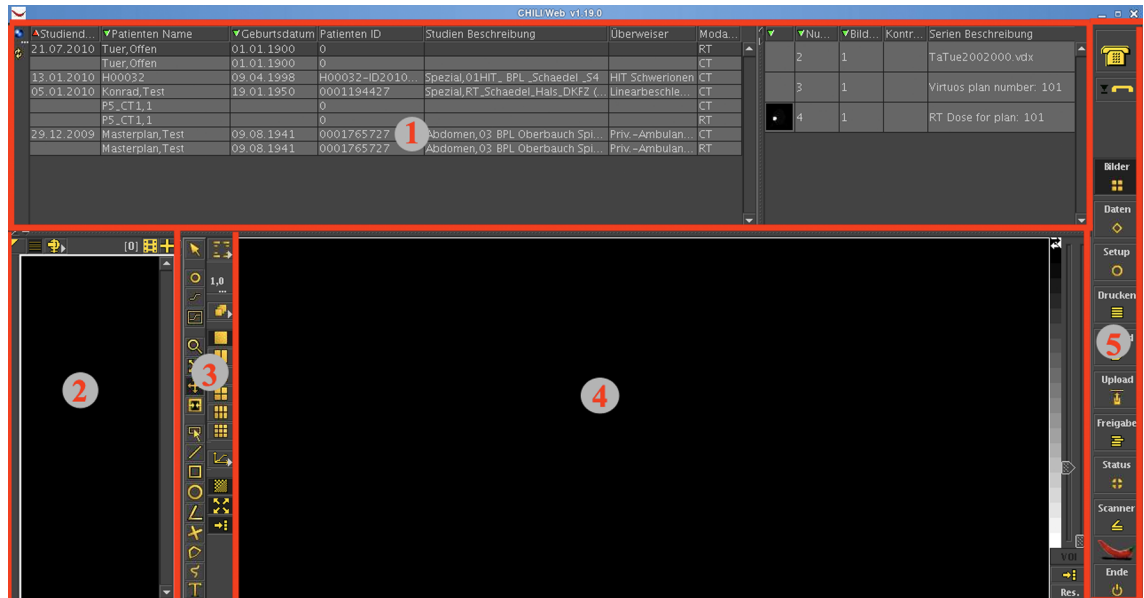 CHILI/Web v1.19.0
Studiend... Patienten Name Geburtsdatum Patienten ID Studien Beschreibung Überweiser Moda...
21.07.2010 Tuer,Offen 01.01.1900 0 RT
Tuer,Offen 01.01.1900 0 CT
13.01.2010 H00032 09.04.1998 H00032-ID2010... Spezial,01HIT_ BPL _Schaedel _S4 HIT Schwerionen CT
05.01.2010 Konrad,Test 19.01.1950 0001194427 Spezial,RT_Schaedel_Hals_DKFZ (... Linearbeschle... CT
P5_CT1,1 0 CT
P5_CT1,1 0 RT
29.12.2009 Masterplan,Test 09.08.1941 0001765727 Abdomen,03 BPL Oberbauch Spi... Priv.-Ambulan... CT
Masterplan,Test 09.08.1941 0001765727 Abdomen,03 BPL Oberbauch Spi... Priv.-Ambulan... RT
1
Nu... Bild... Kontr... Serien Beschreibung
2 1 TaTue2002000.vdx
3 1 Virtuos plan number: 101
4 1 RT Dose for plan: 101
[0]
2
1,0
...
3
T
4
VOI
Res.
Bilder
Daten
Setup
Drucken
5
Upload
Freigabe
Status
Scanner
Ende